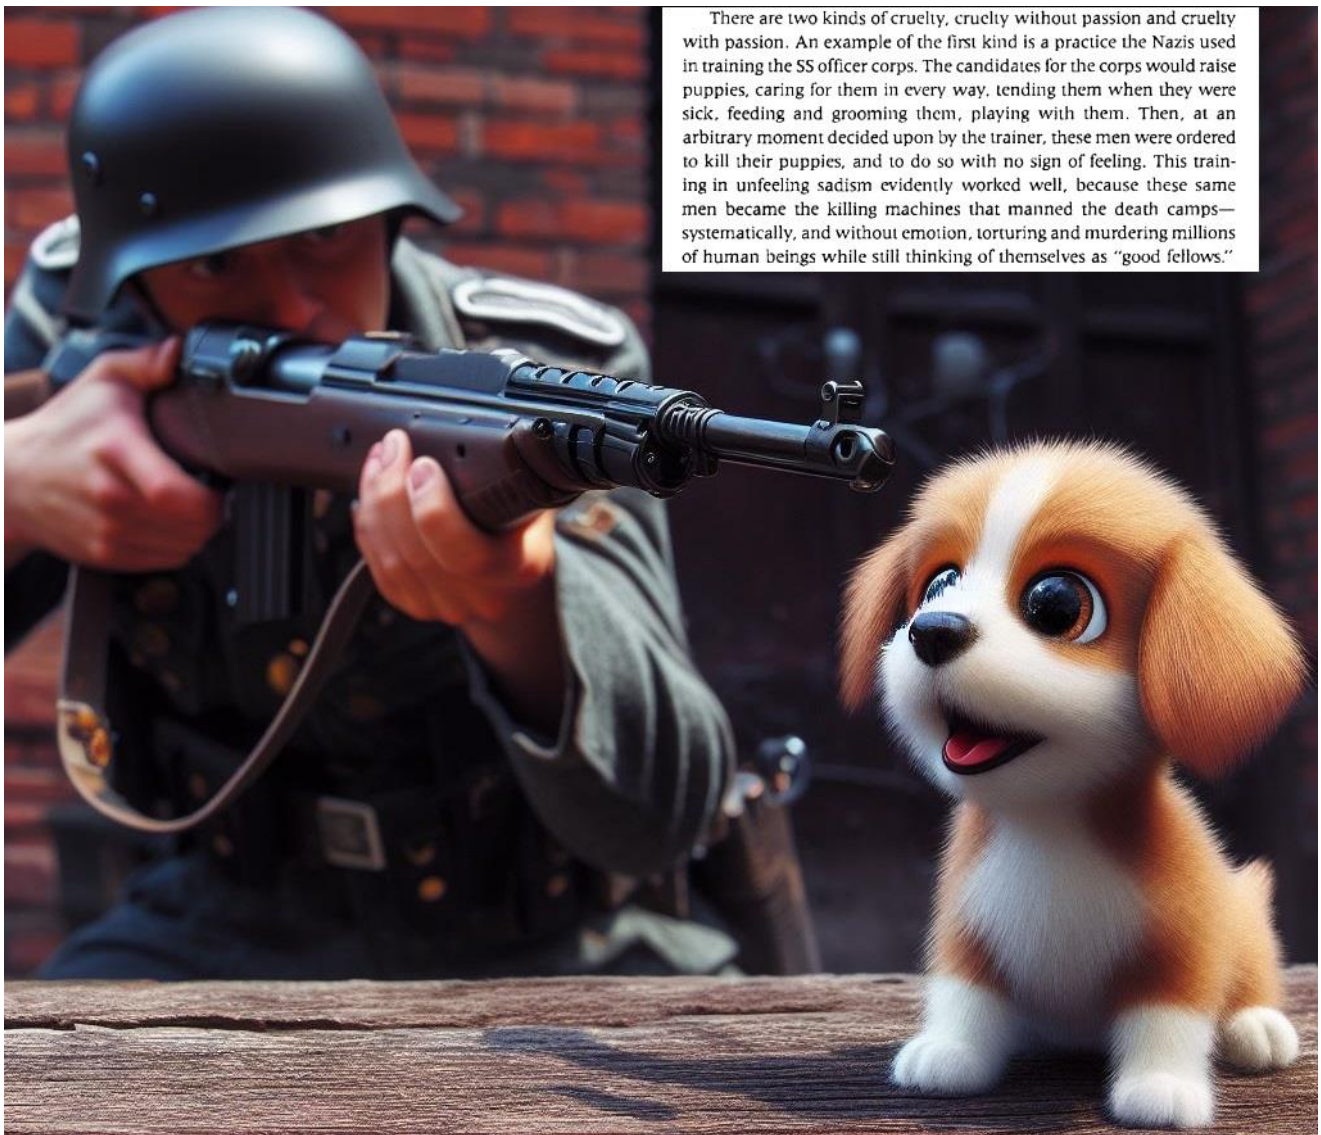 There are two kinds of cruelty, cruelty without passion and cruelty
with passion. An example of the first kind is a practice the Nazis used
in training the SS officer corps. The candidates for the corps would raise
puppies, caring for them in every way, tending them when they were
sick, feeding and grooming them, playing with them. Then, at an
arbitrary moment decided upon by the trainer, these men were ordered
to kill their puppies, and to do so with no sign of feeling. This train-
ing in unfeeling sadism evidently worked well, because these same
men became the killing machines that manned the death camps—
systematically, and without emotion, torturing and murdering millions
of human beings while still thinking of themselves as "good fellows."